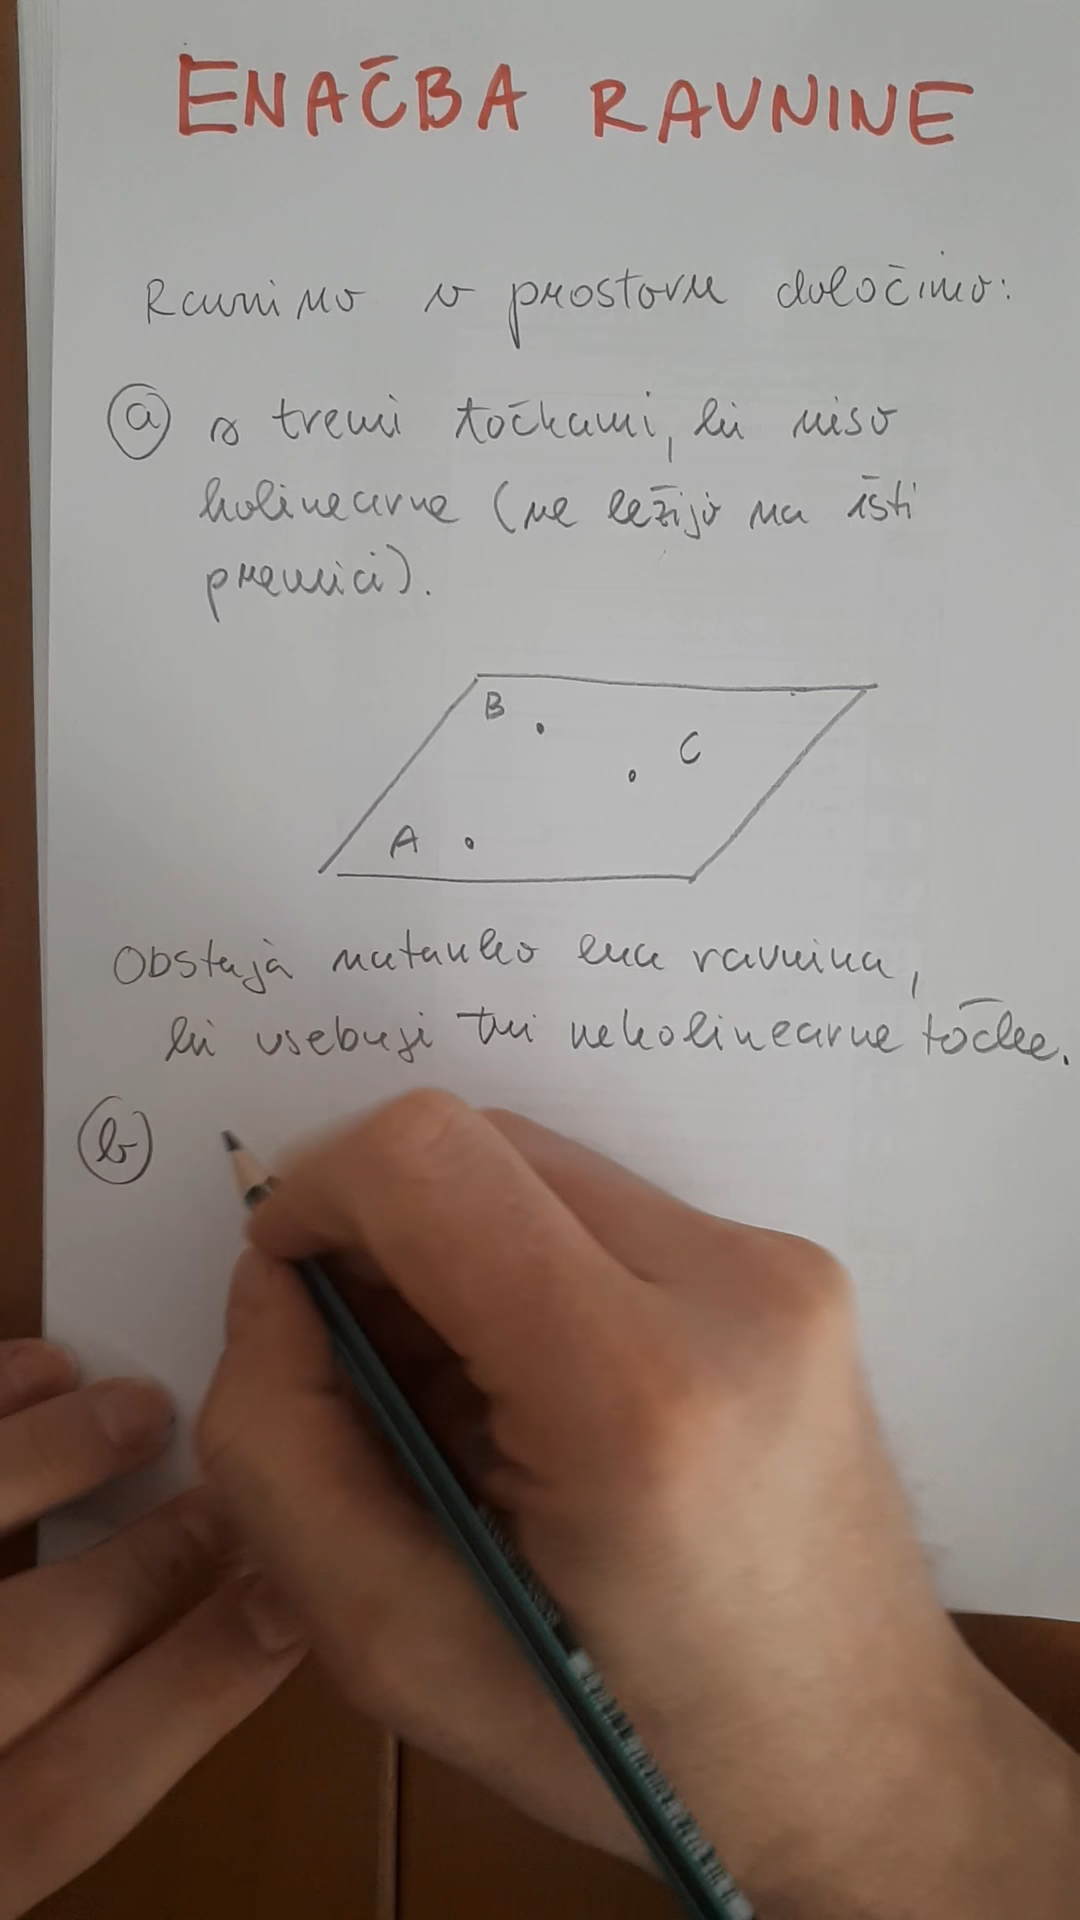 ENAČBA RAVNINE
Ravnino v prostoru določimo:
a s tremi točkami, ki niso
kolinearne (ne ležijo na isti
premici).
B
C
A
Obstaja natanko ena ravnina,
ki vsebuje tri nekolinearne točke.
b